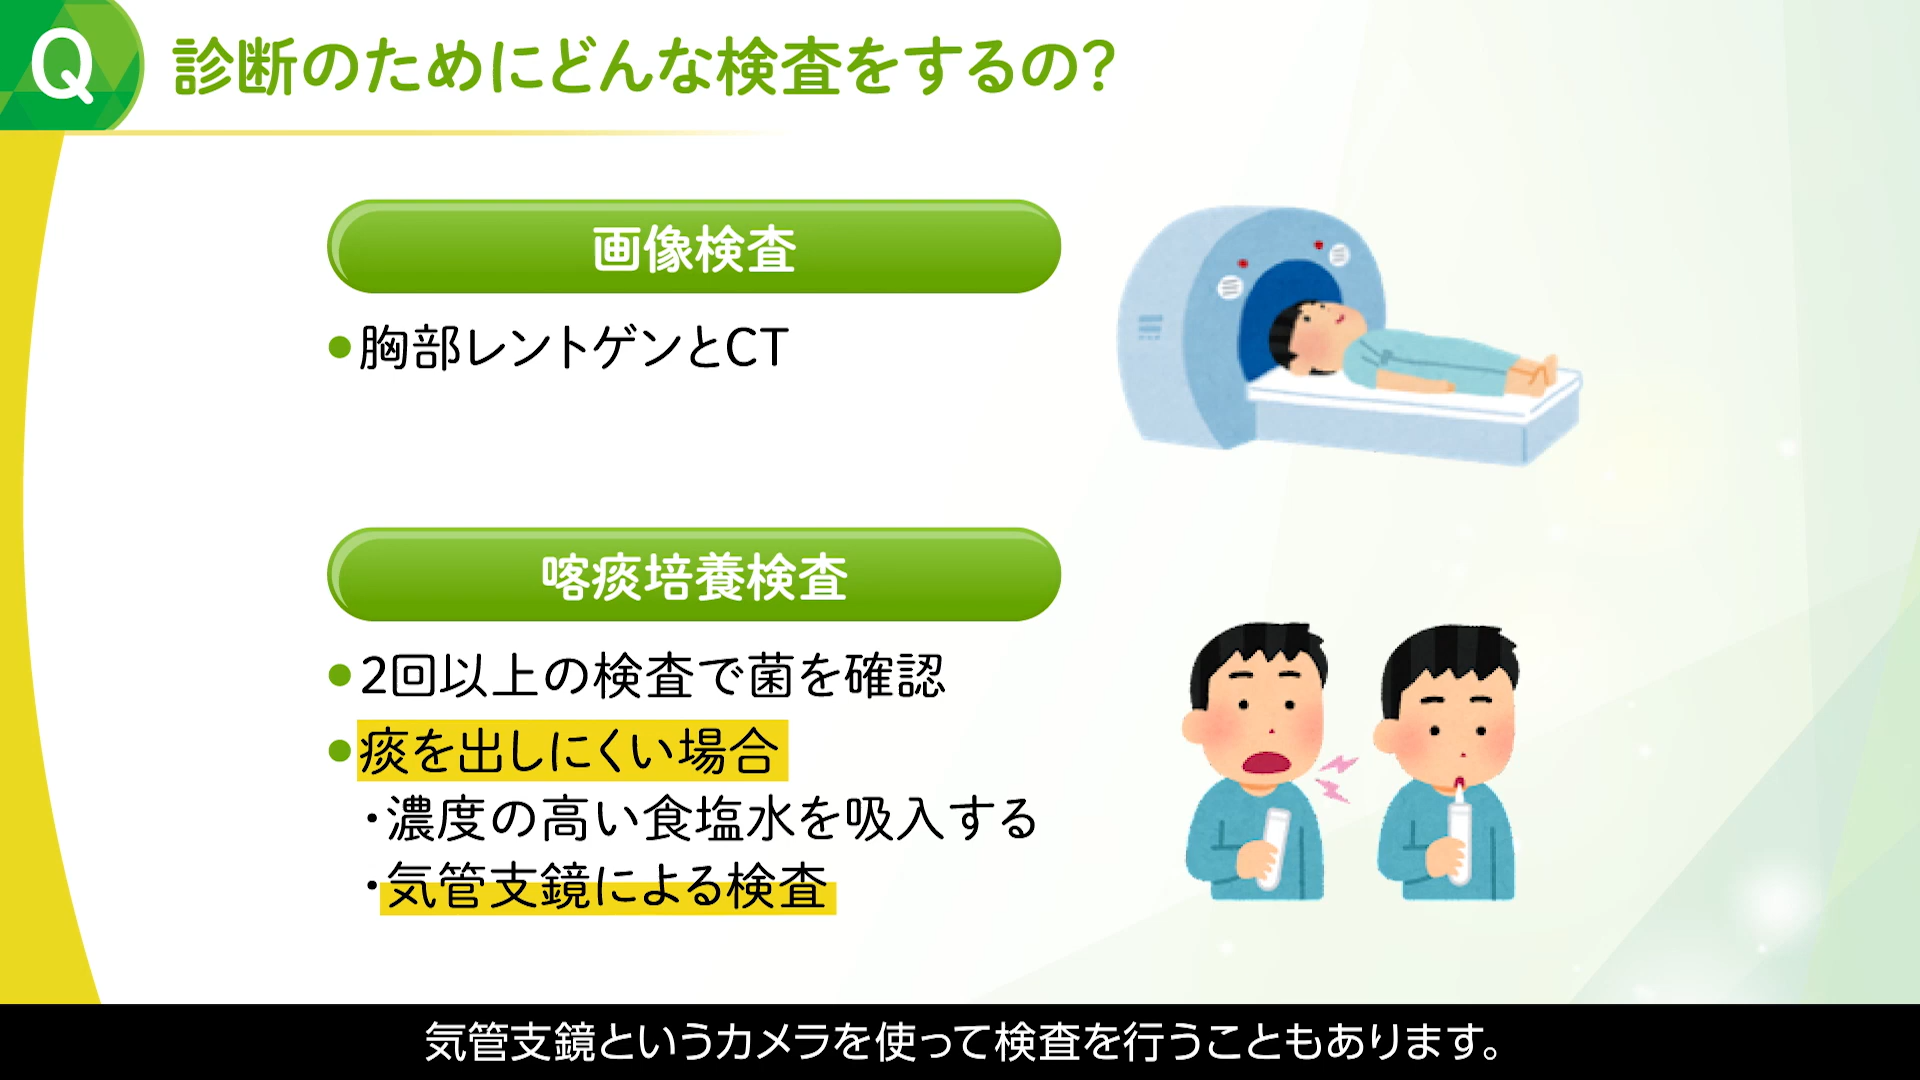 Q 診断のためにどんな検査をするの?
画像検査
●胸部レントゲンとCT
喀痰培養検査
●2回以上の検査で菌を確認
●痰を出しにくい場合
・濃度の高い食塩水を吸入する
・気管支鏡による検査
気管支鏡というカメラを使って検査を行うこともあります。